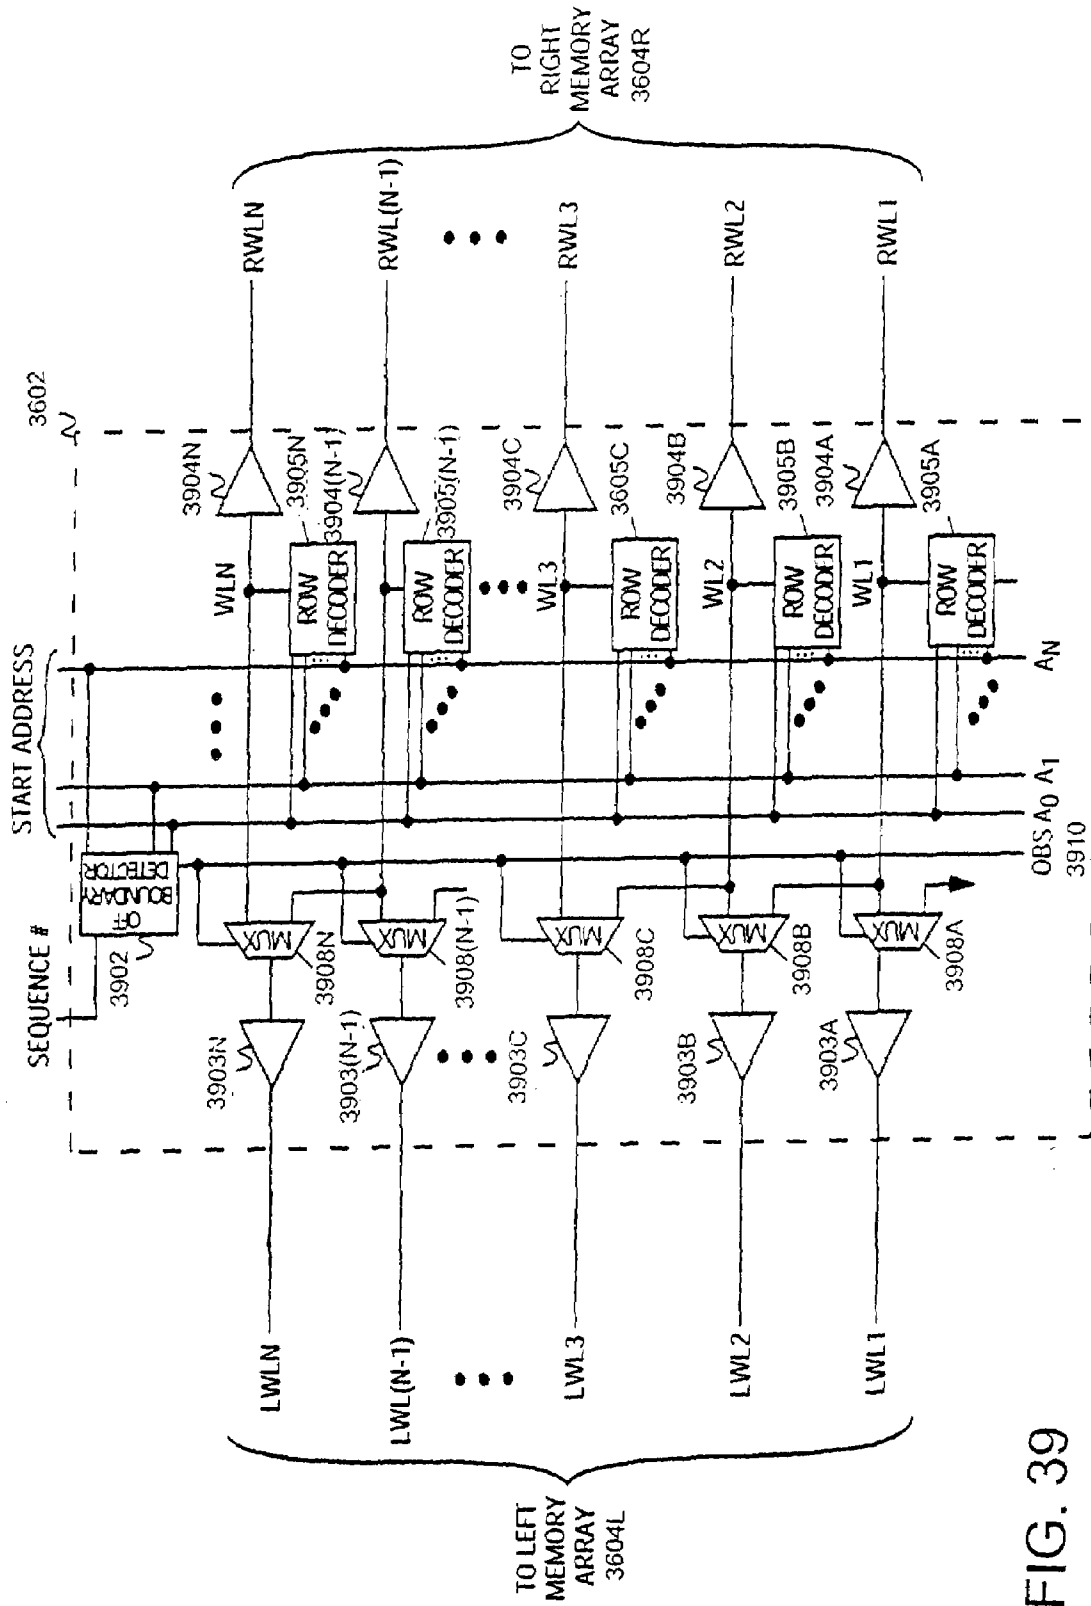 SEQUENCE #
START ADDRESS
3602
OFF
BOUNDARY
DETECTOR
3902
LWLN
3903N
MUX
3908N
WLN
ROW
DECODER
3904N
3905N
RWLN
LWL(N-1)
3903(N-1)
MUX
3908(N-1)
ROW
DECODER
3904(N-1)
3905(N-1)
RWL(N-1)
LWL3
3903C
MUX
3908C
WL3
ROW
DECODER
3904C
3605C
RWL3
LWL2
3903B
MUX
3908B
WL2
ROW
DECODER
3904B
3905B
RWL2
LWL1
3903A
MUX
3908A
WL1
ROW
DECODER
3904A
3905A
RWL1
OBS A0 A1 AN
3910
TO LEFT
MEMORY
ARRAY
3604L
TO
RIGHT
MEMORY
ARRAY
3604R
FIG. 39